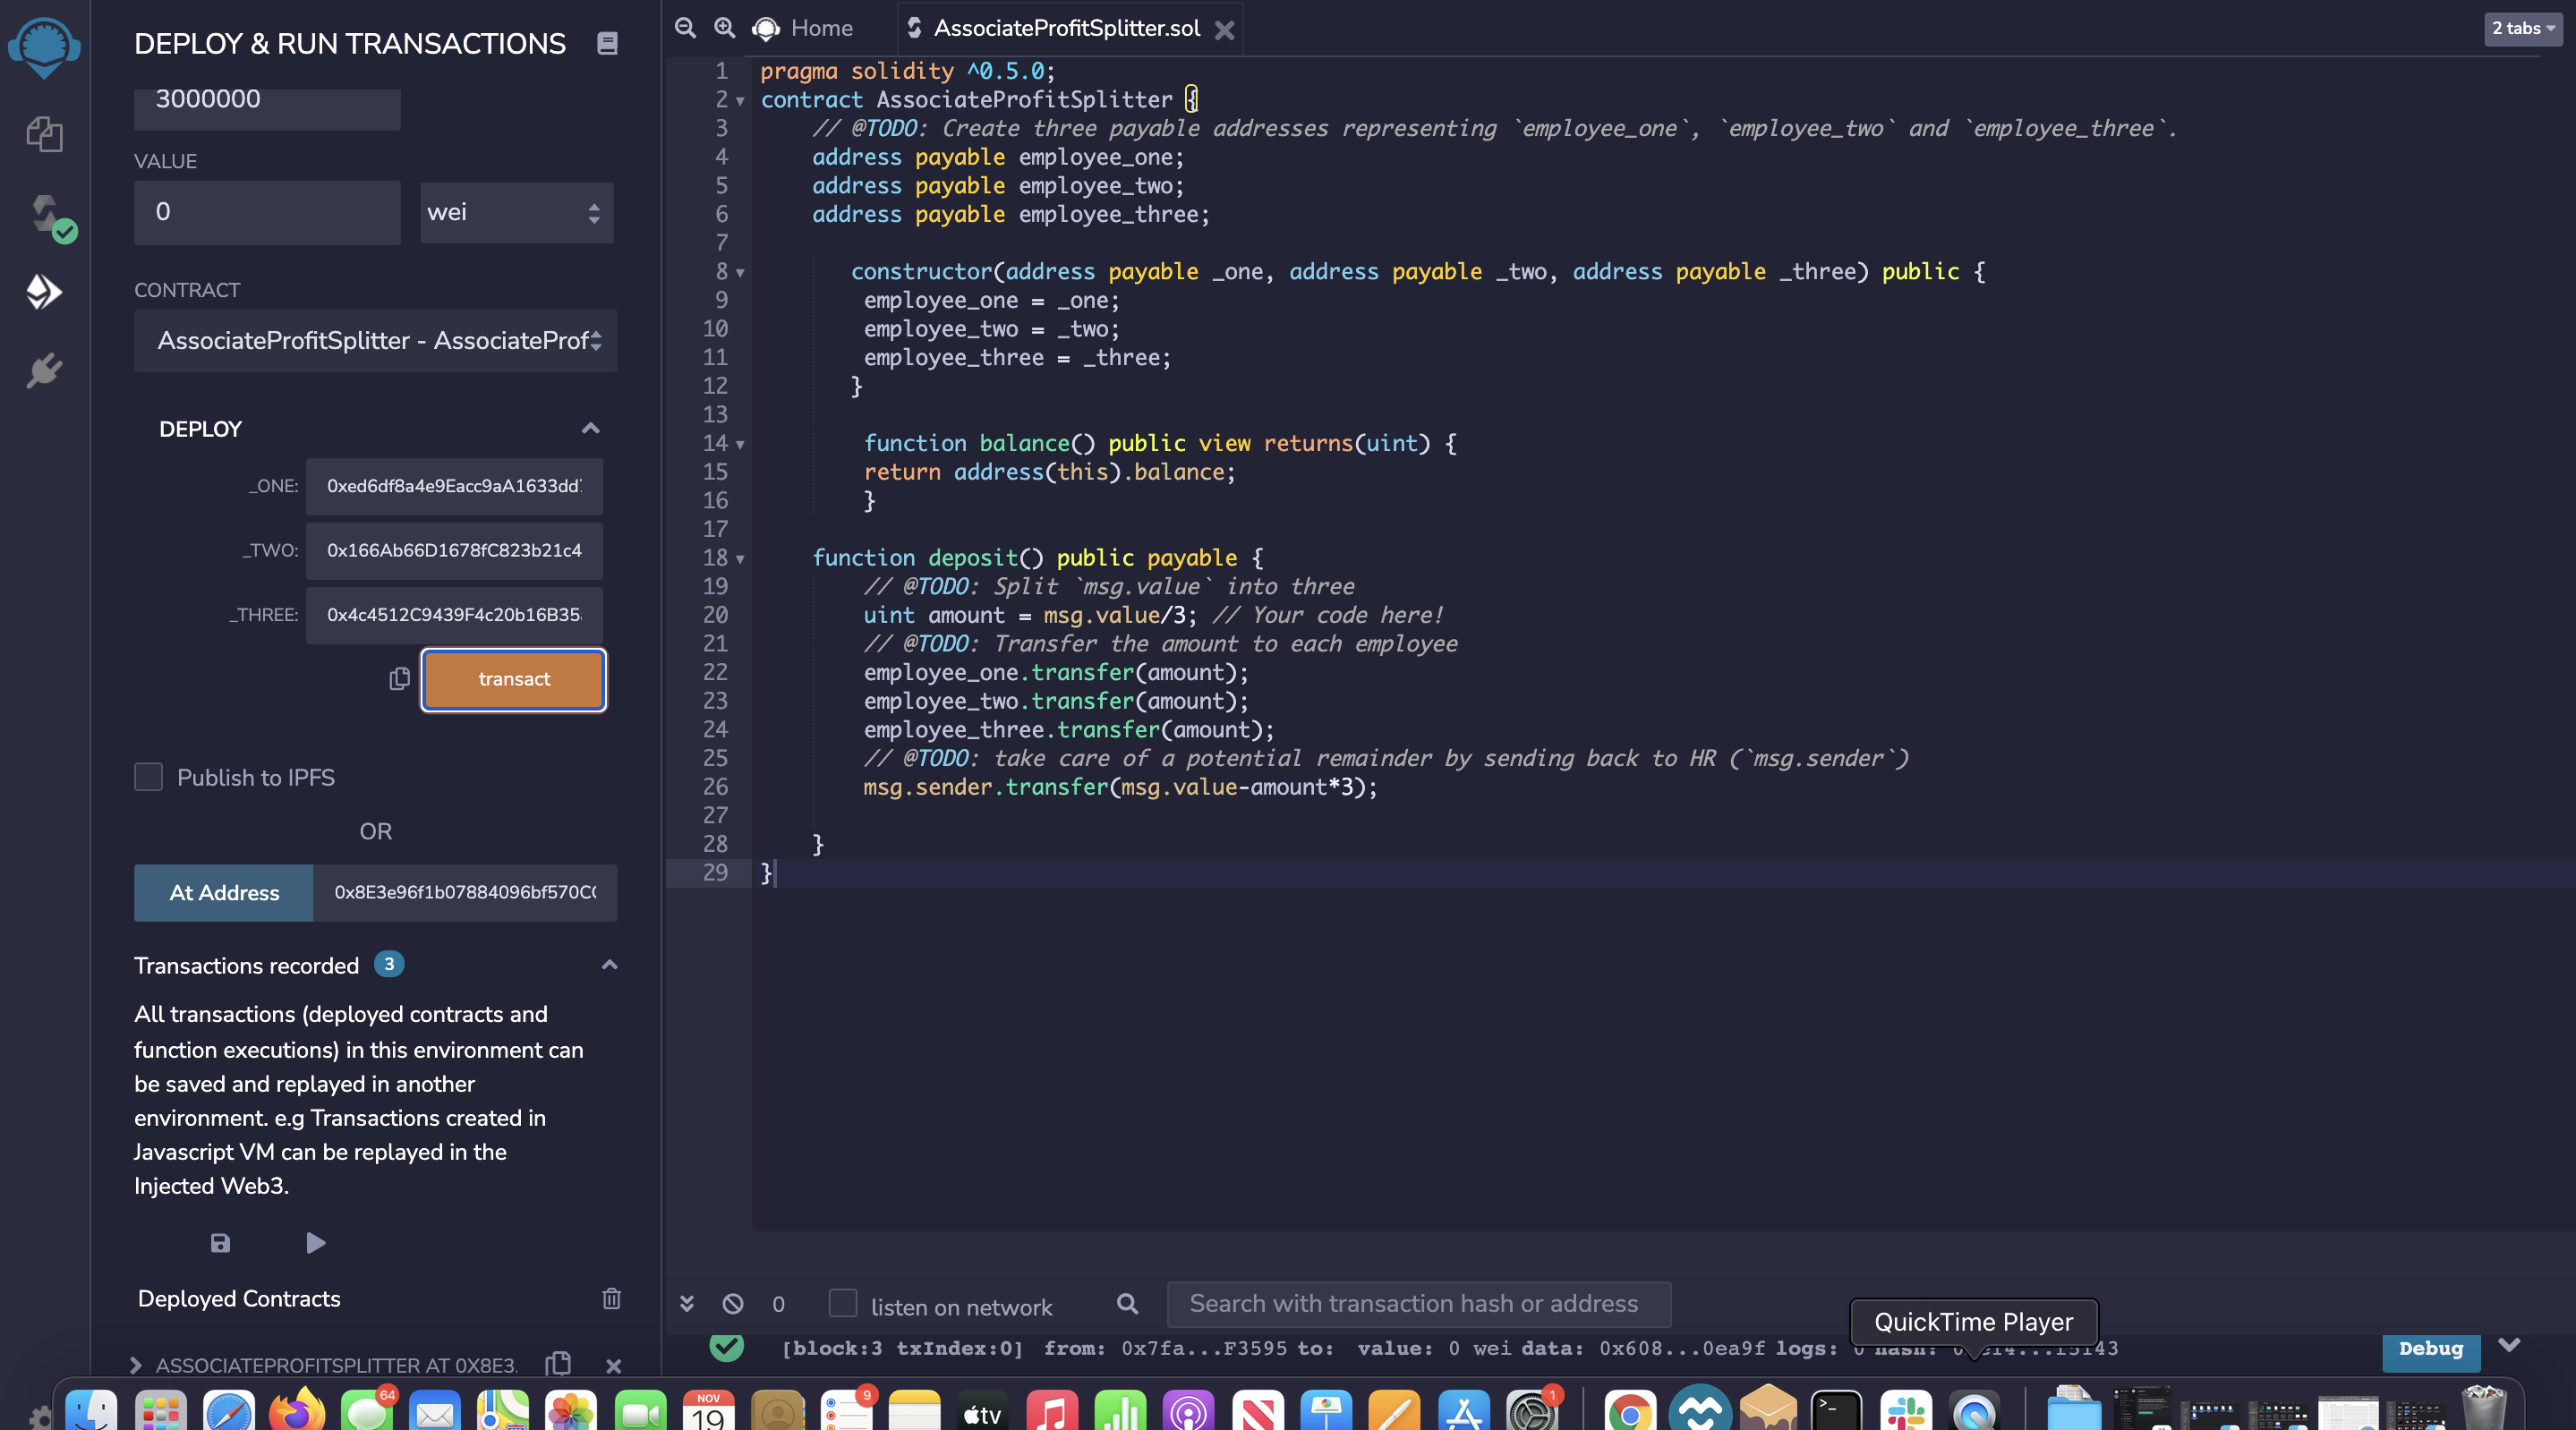 DEPLOY & RUN TRANSACTIONS
3000000
VALUE
0
wei
CONTRACT
AssociateProfitSplitter - AssociateProf
DEPLOY
_ONE:
0xed6df8a4e9Eacc9aA1633dd
_TWO:
0x166Ab66D1678fC823b21c4
_THREE:
0x4c4512C9439F4c20b16B35
transact
Publish to IPFS
OR
At Address
0x8E3e96f1b07884096bf570C
Transactions recorded 3
All transactions (deployed contracts and
function executions) in this environment can
be saved and replayed in another
environment. e.g Transactions created in
Javascript VM can be replayed in the
Injected Web3.
Deployed Contracts
ASSOCIATEPROFITSPLITTER AT 0X8E3.
Home
AssociateProfitSplitter.sol
2 tabs
1 pragma solidity ^0.5.0;
2 contract AssociateProfitSplitter {
3 // @TODO: Create three payable addresses representing `employee_one`, `employee_two` and `employee_three`.
4 address payable employee_one;
5 address payable employee_two;
6 address payable employee_three;
7
8 constructor(address payable _one, address payable _two, address payable _three) public {
9 employee_one = _one;
10 employee_two = _two;
11 employee_three = _three;
12 }
13
14 function balance() public view returns(uint) {
15 return address(this).balance;
16 }
17
18 function deposit() public payable {
19 // @TODO: Split `msg.value` into three
20 uint amount = msg.value/3; // Your code here!
21 // @TODO: Transfer the amount to each employee
22 employee_one.transfer(amount);
23 employee_two.transfer(amount);
24 employee_three.transfer(amount);
25 // @TODO: take care of a potential remainder by sending back to HR (`msg.sender`)
26 msg.sender.transfer(msg.value-amount*3);
27
28 }
29 }
0
listen on network
Search with transaction hash or address
QuickTime Player
[block:3 txIndex:0] from: 0x7fa...F3595 to: value: 0 wei data: 0x608...0ea9f logs: 0 hash:
Debug
64
NOV
19
9
tv
1